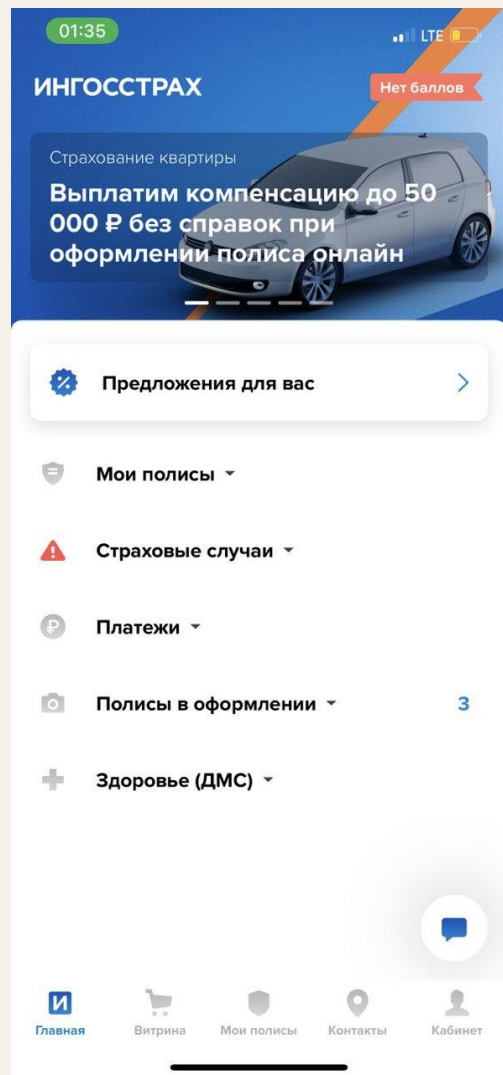 01:35
LTE
ИНГОССТРАХ
Нет баллов
Страхование квартиры
Выплатим компенсацию до 50
000 ₽ без справок при
оформлении полиса онлайн
Предложения для вас
Мои полисы
Страховые случаи
Платежи
Полисы в оформлении 3
Здоровье (ДМС)
И
Главная Витрина Мои полисы Контакты Кабинет